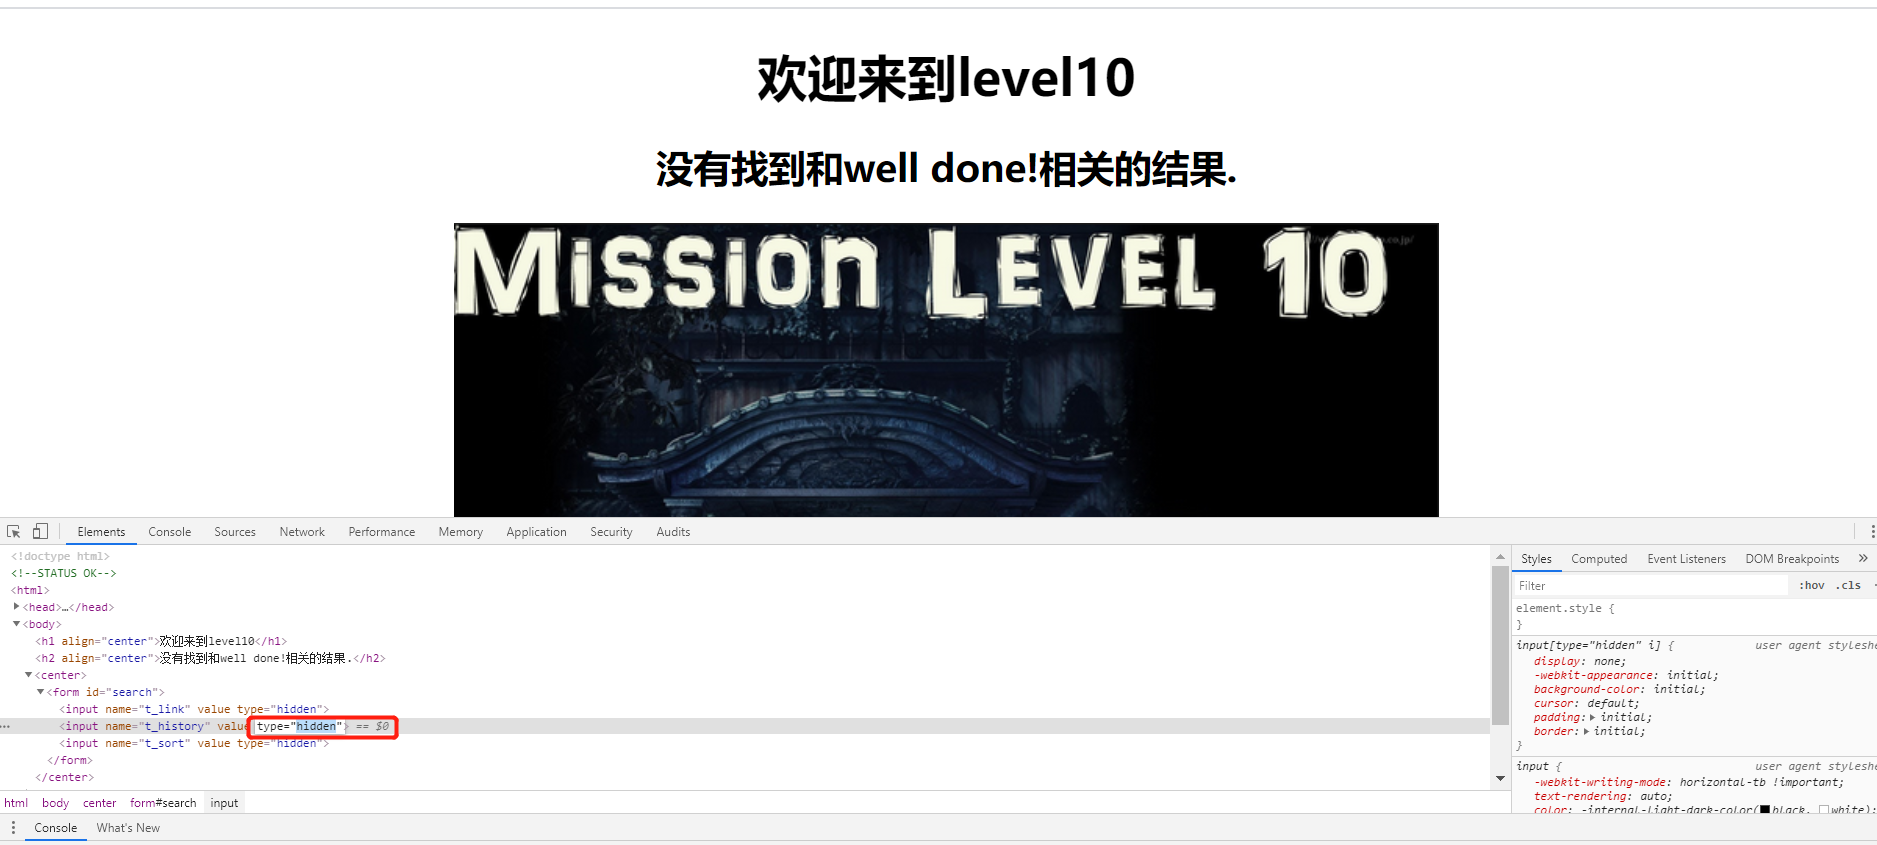 欢迎来到level10
没有找到和well done!相关的结果.
Mission Level 10
Elements Console Sources Network Performance Memory Application Security Audits
<!doctype html>
<!--STATUS OK-->
<html>
<head>…</head>
<body>
<h1 align="center">欢迎来到level10</h1>
<h2 align="center">没有找到和well done!相关的结果.</h2>
<center>
<form id="search">
<input name="t_link" value type="hidden">
<input name="t_history" value type="hidden"> == $0
<input name="t_sort" value type="hidden">
</form>
</center>
html body center form#search input
Console What's New
Styles Computed Event Listeners DOM Breakpoints »
Filter :hov .cls
element.style {
}
input[type="hidden" i] { user agent styleshe
display: none;
-webkit-appearance: initial;
background-color: initial;
cursor: default;
padding: initial;
border: initial;
}
input { user agent styleshe
-webkit-writing-mode: horizontal-tb !important;
text-rendering: auto;
color: -internal-light-dark-color(black, white);